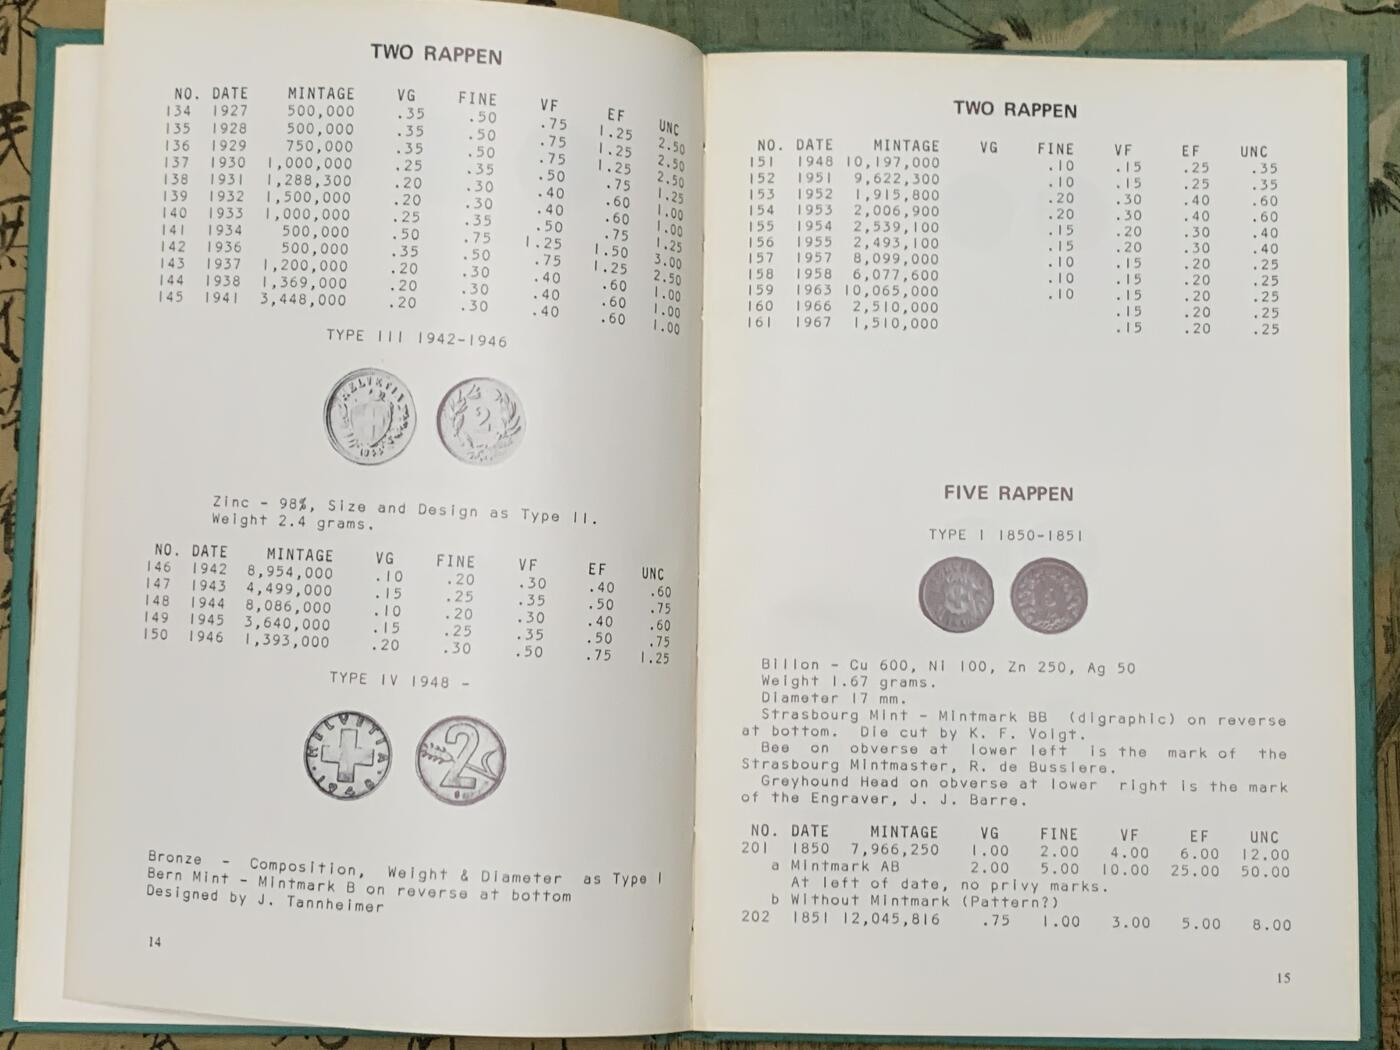 TWO RAPPEN
NO. DATE MINTAGE VG FINE VF EF UNC
134 1927 500,000 .35 .50 .75 1.25 2.50
135 1928 500,000 .35 .50 .75 1.25 2.50
136 1929 750,000 .35 .50 .75 1.25 2.50
137 1930 1,000,000 .25 .35 .50 .75 1.25
138 1931 1,288,300 .20 .30 .40 .60 1.00
139 1932 1,500,000 .20 .30 .40 .60 1.00
140 1933 1,000,000 .25 .35 .50 .75 1.25
141 1934 500,000 .50 .75 1.25 1.50 3.00
142 1936 500,000 .35 .50 .75 1.25 2.50
143 1937 1,200,000 .20 .30 .40 .60 1.00
144 1938 1,369,000 .20 .30 .40 .60 1.00
145 1941 3,448,000 .20 .30 .40 .60 1.00
TYPE III 1942-1946
HELVETIA
2
Zinc - 98%, Size and Design as Type II.
Weight 2.4 grams.
NO. DATE MINTAGE VG FINE VF EF UNC
146 1942 8,954,000 .10 .20 .30 .40 .60
147 1943 4,499,000 .15 .25 .35 .50 .75
148 1944 8,086,000 .10 .20 .30 .40 .60
149 1945 3,640,000 .15 .25 .35 .50 .75
150 1946 1,393,000 .20 .30 .50 .75 1.25
TYPE IV 1948 -
HELVETIA
1948
2
B
Bronze - Composition, Weight & Diameter as Type I
Bern Mint - Mintmark B on reverse at bottom
Designed by J. Tannheimer
14
TWO RAPPEN
NO. DATE MINTAGE VG FINE VF EF UNC
151 1948 10,197,000 .10 .15 .25 .35
152 1951 9,622,300 .10 .15 .25 .35
153 1952 1,915,800 .20 .30 .40 .60
154 1953 2,006,900 .20 .30 .40 .60
155 1954 2,539,100 .15 .20 .30 .40
156 1955 2,493,100 .15 .20 .30 .40
157 1957 8,099,000 .10 .15 .20 .25
158 1958 6,077,600 .10 .15 .20 .25
159 1963 10,065,000 .10 .15 .20 .25
160 1966 2,510,000 .15 .20 .25
161 1967 1,510,000 .15 .20 .25
FIVE RAPPEN
TYPE I 1850-1851
Billon - Cu 600, Ni 100, Zn 250, Ag 50
Weight 1.67 grams.
Diameter 17 mm.
Strasbourg Mint - Mintmark BB (digraphic) on reverse
at bottom. Die cut by K. F. Voigt.
Bee on obverse at lower left is the mark of the
Strasbourg Mintmaster, R. de Bussiere.
Greyhound Head on obverse at lower right is the mark
of the Engraver, J. J. Barre.
NO. DATE MINTAGE VG FINE VF EF UNC
201 1850 7,966,250 1.00 2.00 4.00 6.00 12.00
a Mintmark AB 2.00 5.00 10.00 25.00 50.00
At left of date, no privy marks.
b Without Mintmark (Pattern?)
202 1851 12,045,816 .75 1.00 3.00 5.00 8.00
15